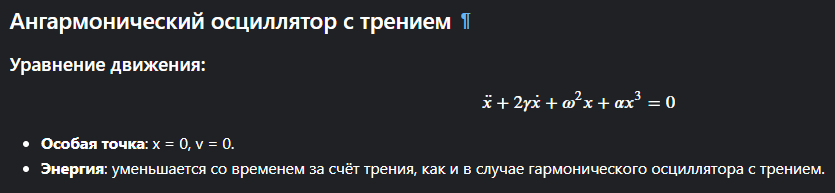 Ангармонический осциллятор с трением ¶
Уравнение движения:
ẍ + 2γẋ + ω²x + αx³ = 0
• Особая точка: x = 0, v = 0.
• Энергия: уменьшается со временем за счёт трения, как и в случае гармонического осциллятора с трением.